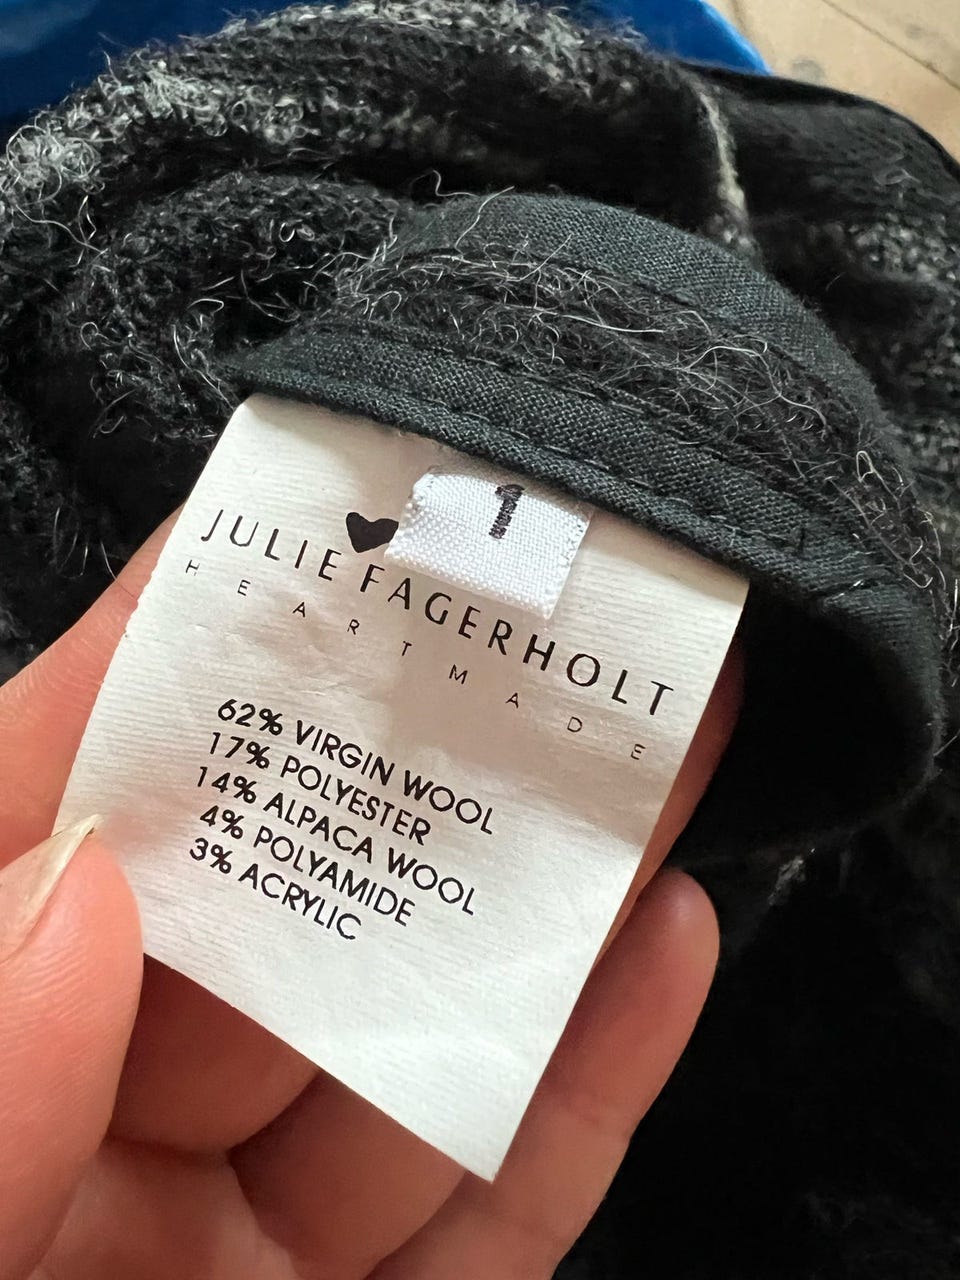 1
JULIE FAGERHOLT
HEARTMADE
62% VIRGIN WOOL
17% POLYESTER
14% ALPACA WOOL
4% POLYAMIDE
3% ACRYLIC